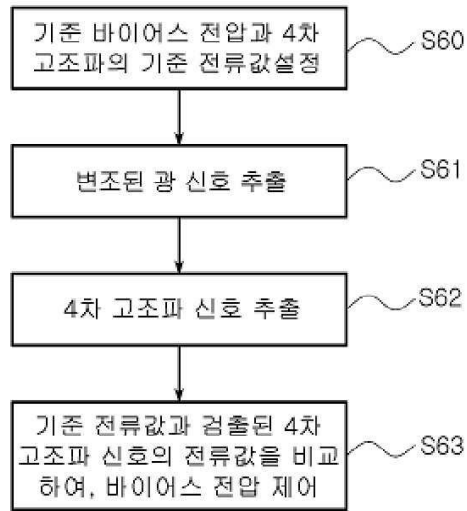 기준 바이어스 전압과 4차
고조파의 기준 전류값설정
S60
변조된 광 신호 추출
S61
4차 고조파 신호 추출
S62
기준 전류값과 검출된 4차
고조파 신호의 전류값을 비교
하여, 바이어스 전압 제어
S63